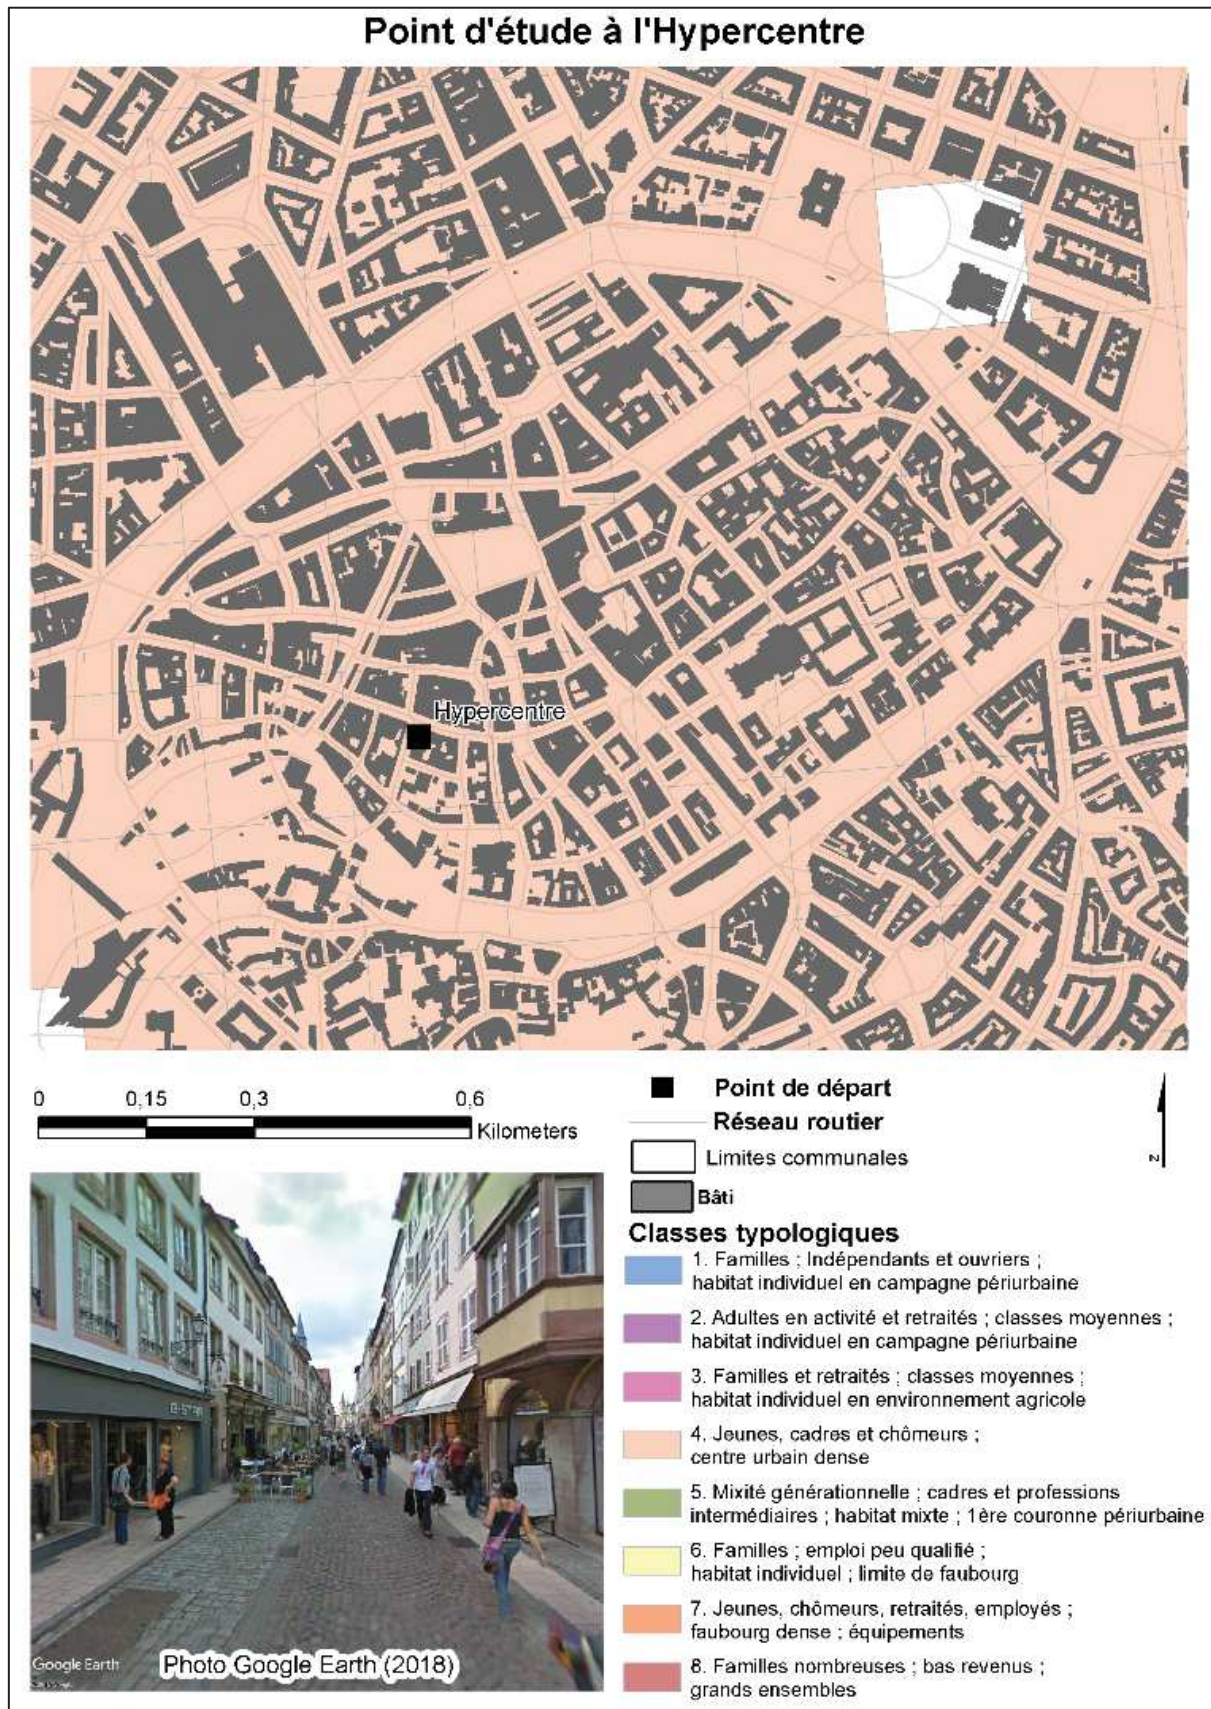 Point d'étude à l'Hypercentre
Hypercentre
0 0,15 0,3 0,6
Kilometers
Point de départ
Réseau routier
Limites communales
Bâti
N
Classes typologiques
1. Familles ; Indépendants et ouvriers ;
habitat individuel en campagne périurbaine
2. Adultes en activité et retraités ; classes moyennes ;
habitat individuel en campagne périurbaine
3. Familles et retraités ; classes moyennes ;
habitat individuel en environnement agricole
4. Jeunes, cadres et chômeurs ;
centre urbain dense
5. Mixité générationnelle ; cadres et professions
intermédiaires ; habitat mixte ; 1ère couronne périurbaine
6. Familles ; emploi peu qualifié ;
habitat individuel ; limite de faubourg
7. Jeunes, chômeurs, retraités, employés ;
faubourg dense ; équipements
8. Familles nombreuses ; bas revenus ;
grands ensembles
Google Earth
Photo Google Earth (2018)